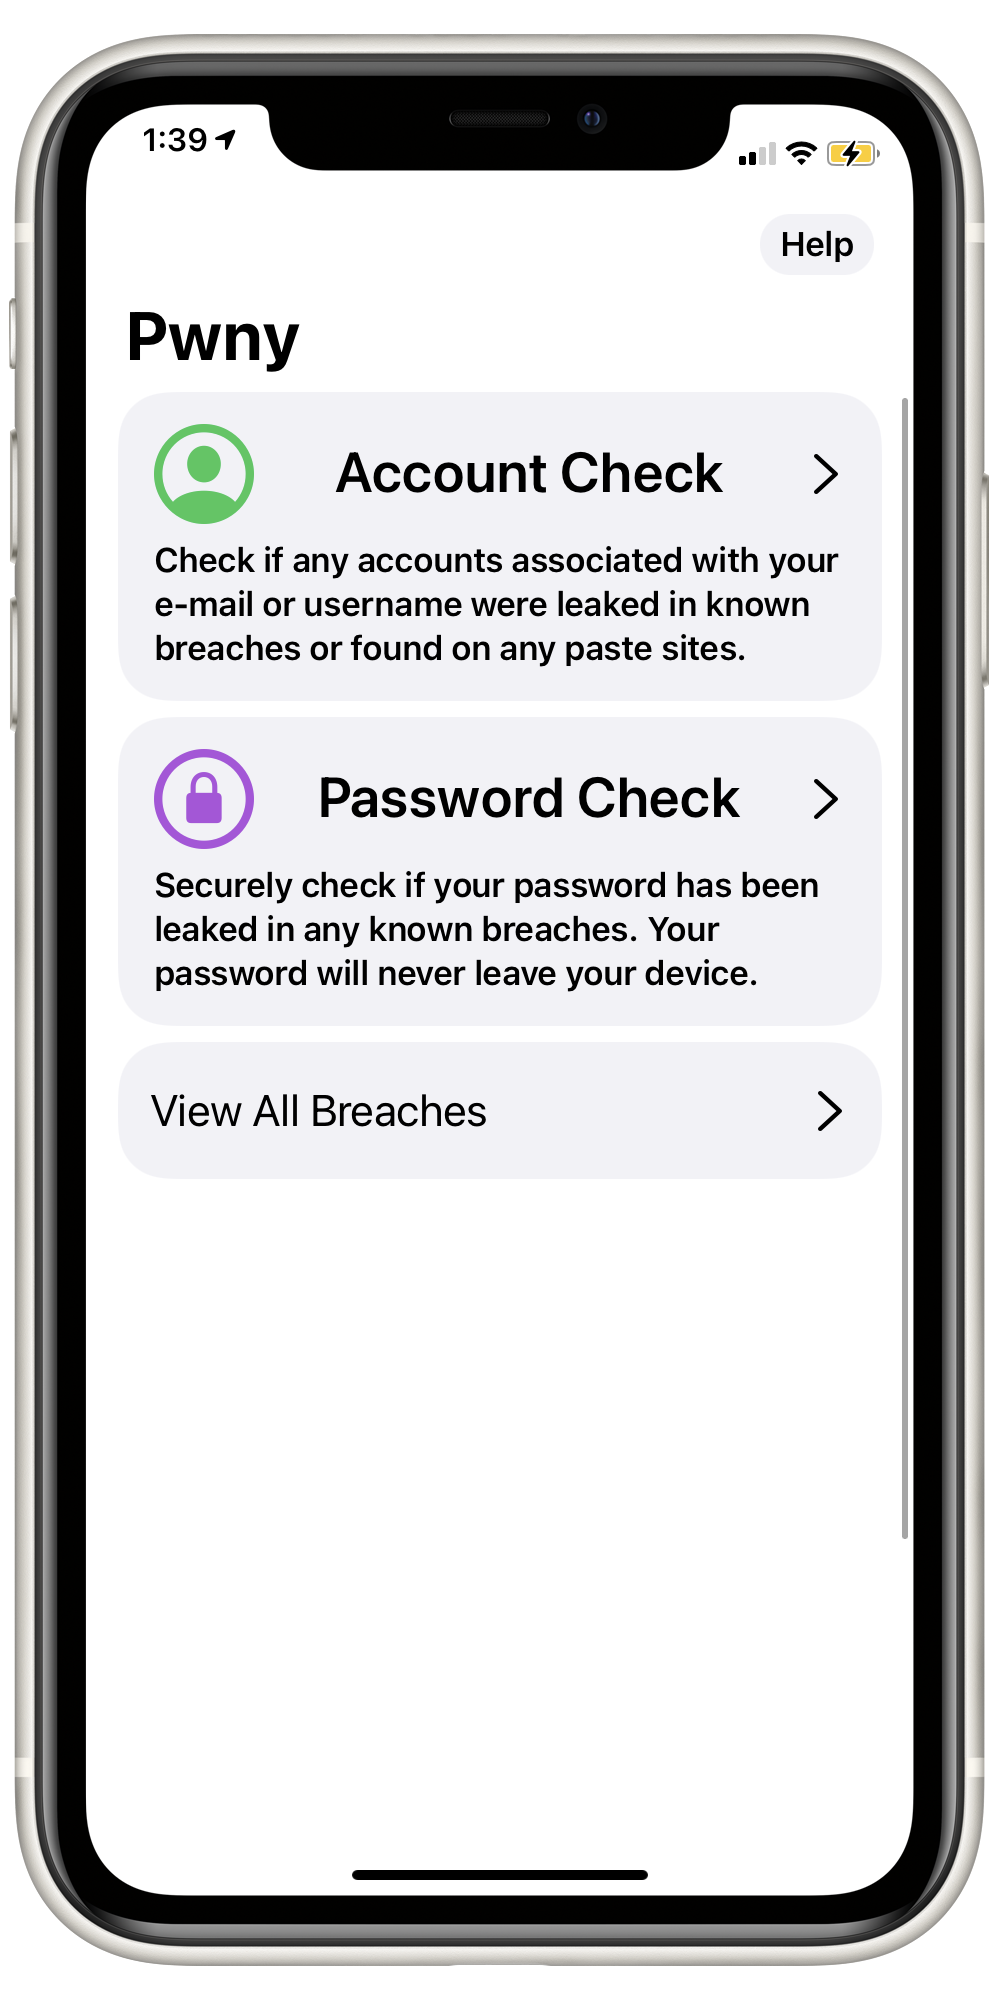 1:39
Help
Pwny
Account Check
Check if any accounts associated with your
e-mail or username were leaked in known
breaches or found on any paste sites.
Password Check
Securely check if your password has been
leaked in any known breaches. Your
password will never leave your device.
View All Breaches